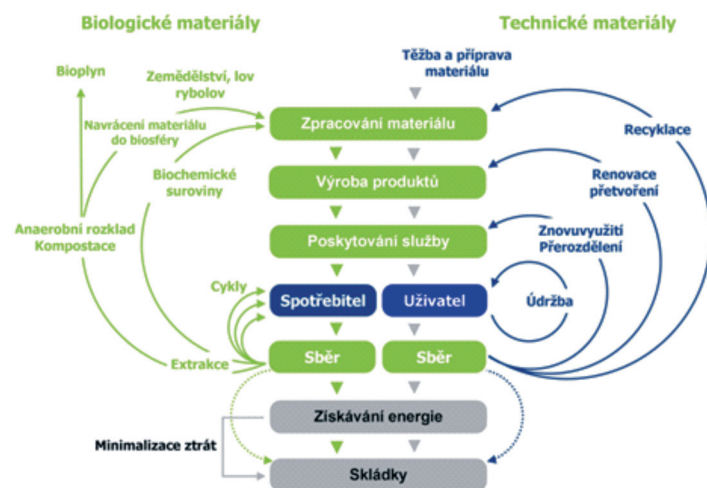 Biologické materiály
Technické materiály
Těžba a příprava
materiálu
Bioplyn
Zemědělství, lov
rybolov
Zpracování materiálu
Recyklace
Navrácení materiálu
do biosféry
Biochemické
suroviny
Výroba produktů
Renovace
přetvoření
Anaerobní rozklad
Kompostace
Poskytování služby
Znovuvyužití
Přerozdělení
Cykly
Spotřebitel
Uživatel
Údržba
Extrakce
Sběr
Sběr
Získávání energie
Minimalizace ztrát
Skládky